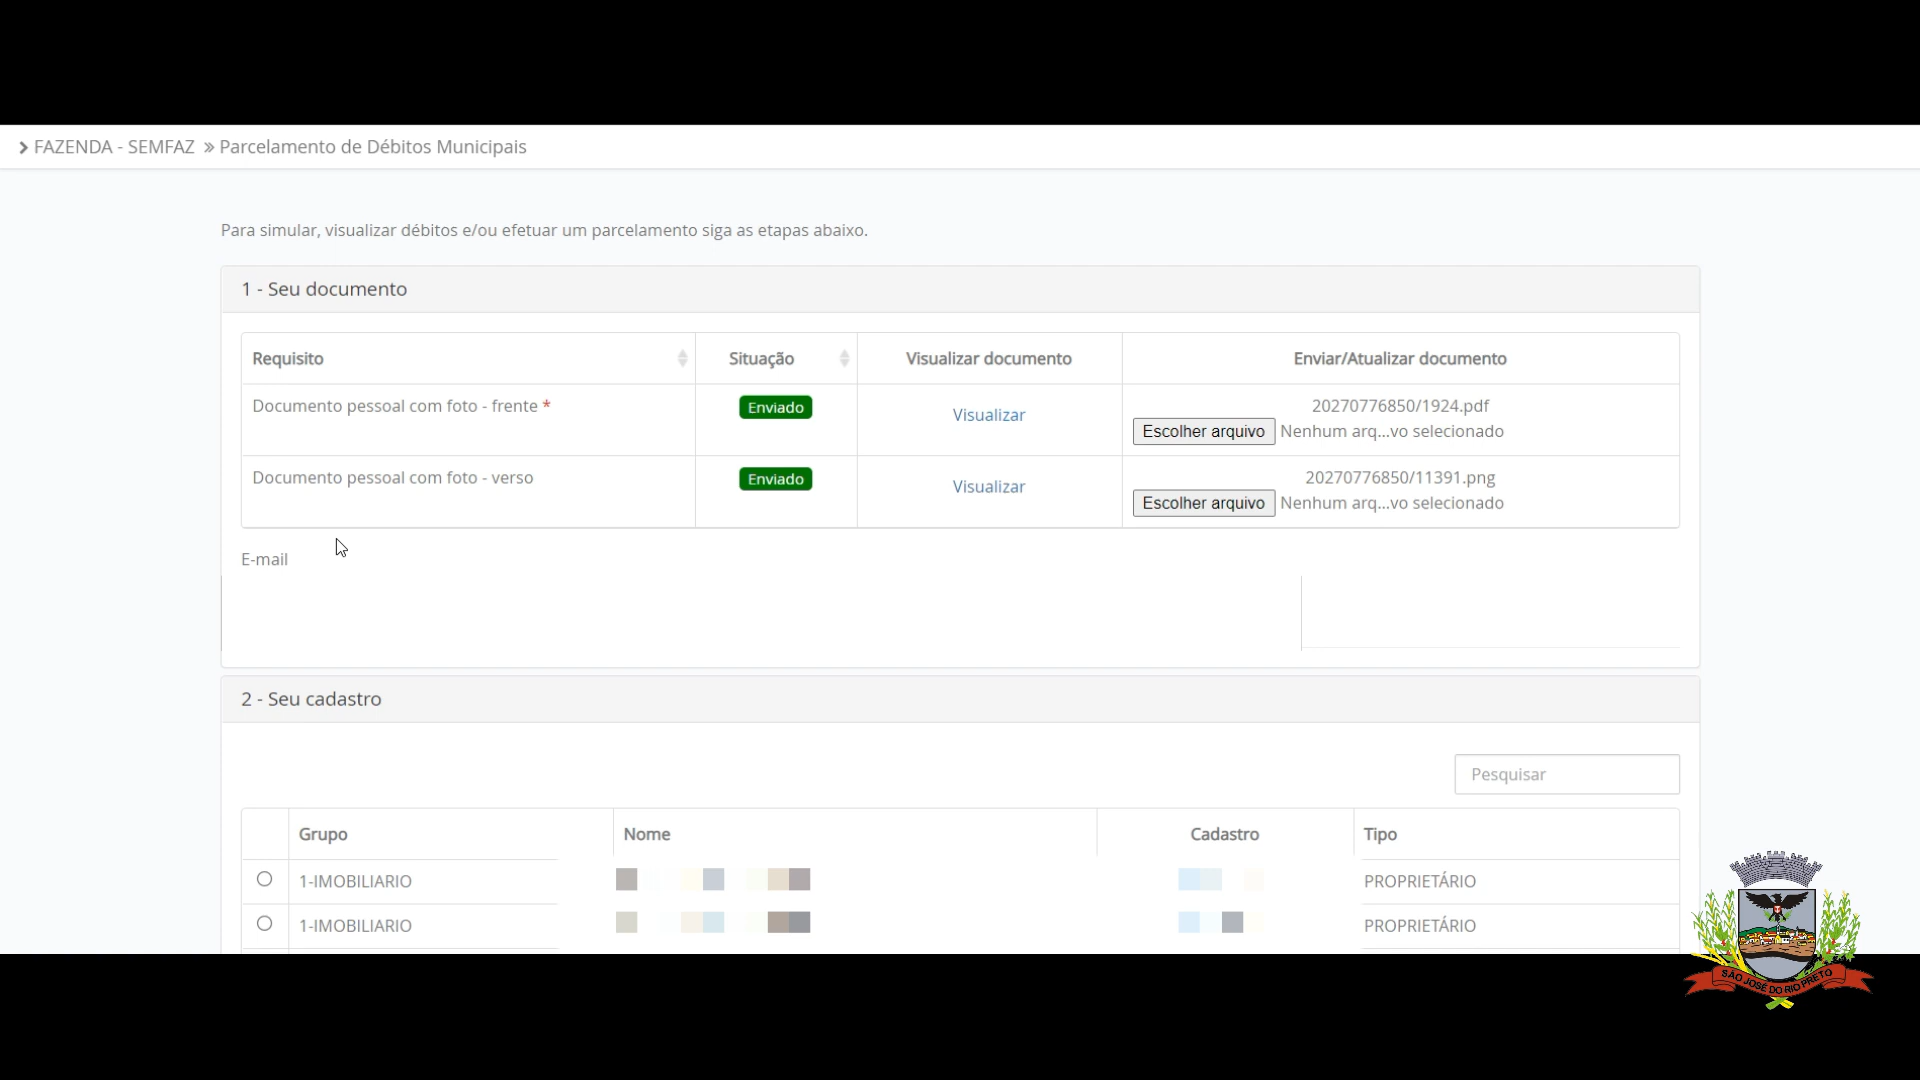 FAZENDA - SEMFAZ » Parcelamento de Débitos Municipais
Para simular, visualizar débitos e/ou efetuar um parcelamento siga as etapas abaixo.
1 - Seu documento
Requisito Situação Visualizar documento Enviar/Atualizar documento
Documento pessoal com foto - frente * Enviado Visualizar 20270776850/1924.pdf
Escolher arquivo Nenhum arq...vo selecionado
Documento pessoal com foto - verso Enviado Visualizar 20270776850/11391.png
Escolher arquivo Nenhum arq...vo selecionado
E-mail
2 - Seu cadastro
Pesquisar
Grupo Nome Cadastro Tipo
1-IMOBILIARIO PROPRIETÁRIO
1-IMOBILIARIO PROPRIETÁRIO
SÃO JOSÉ DO RIO PRETO